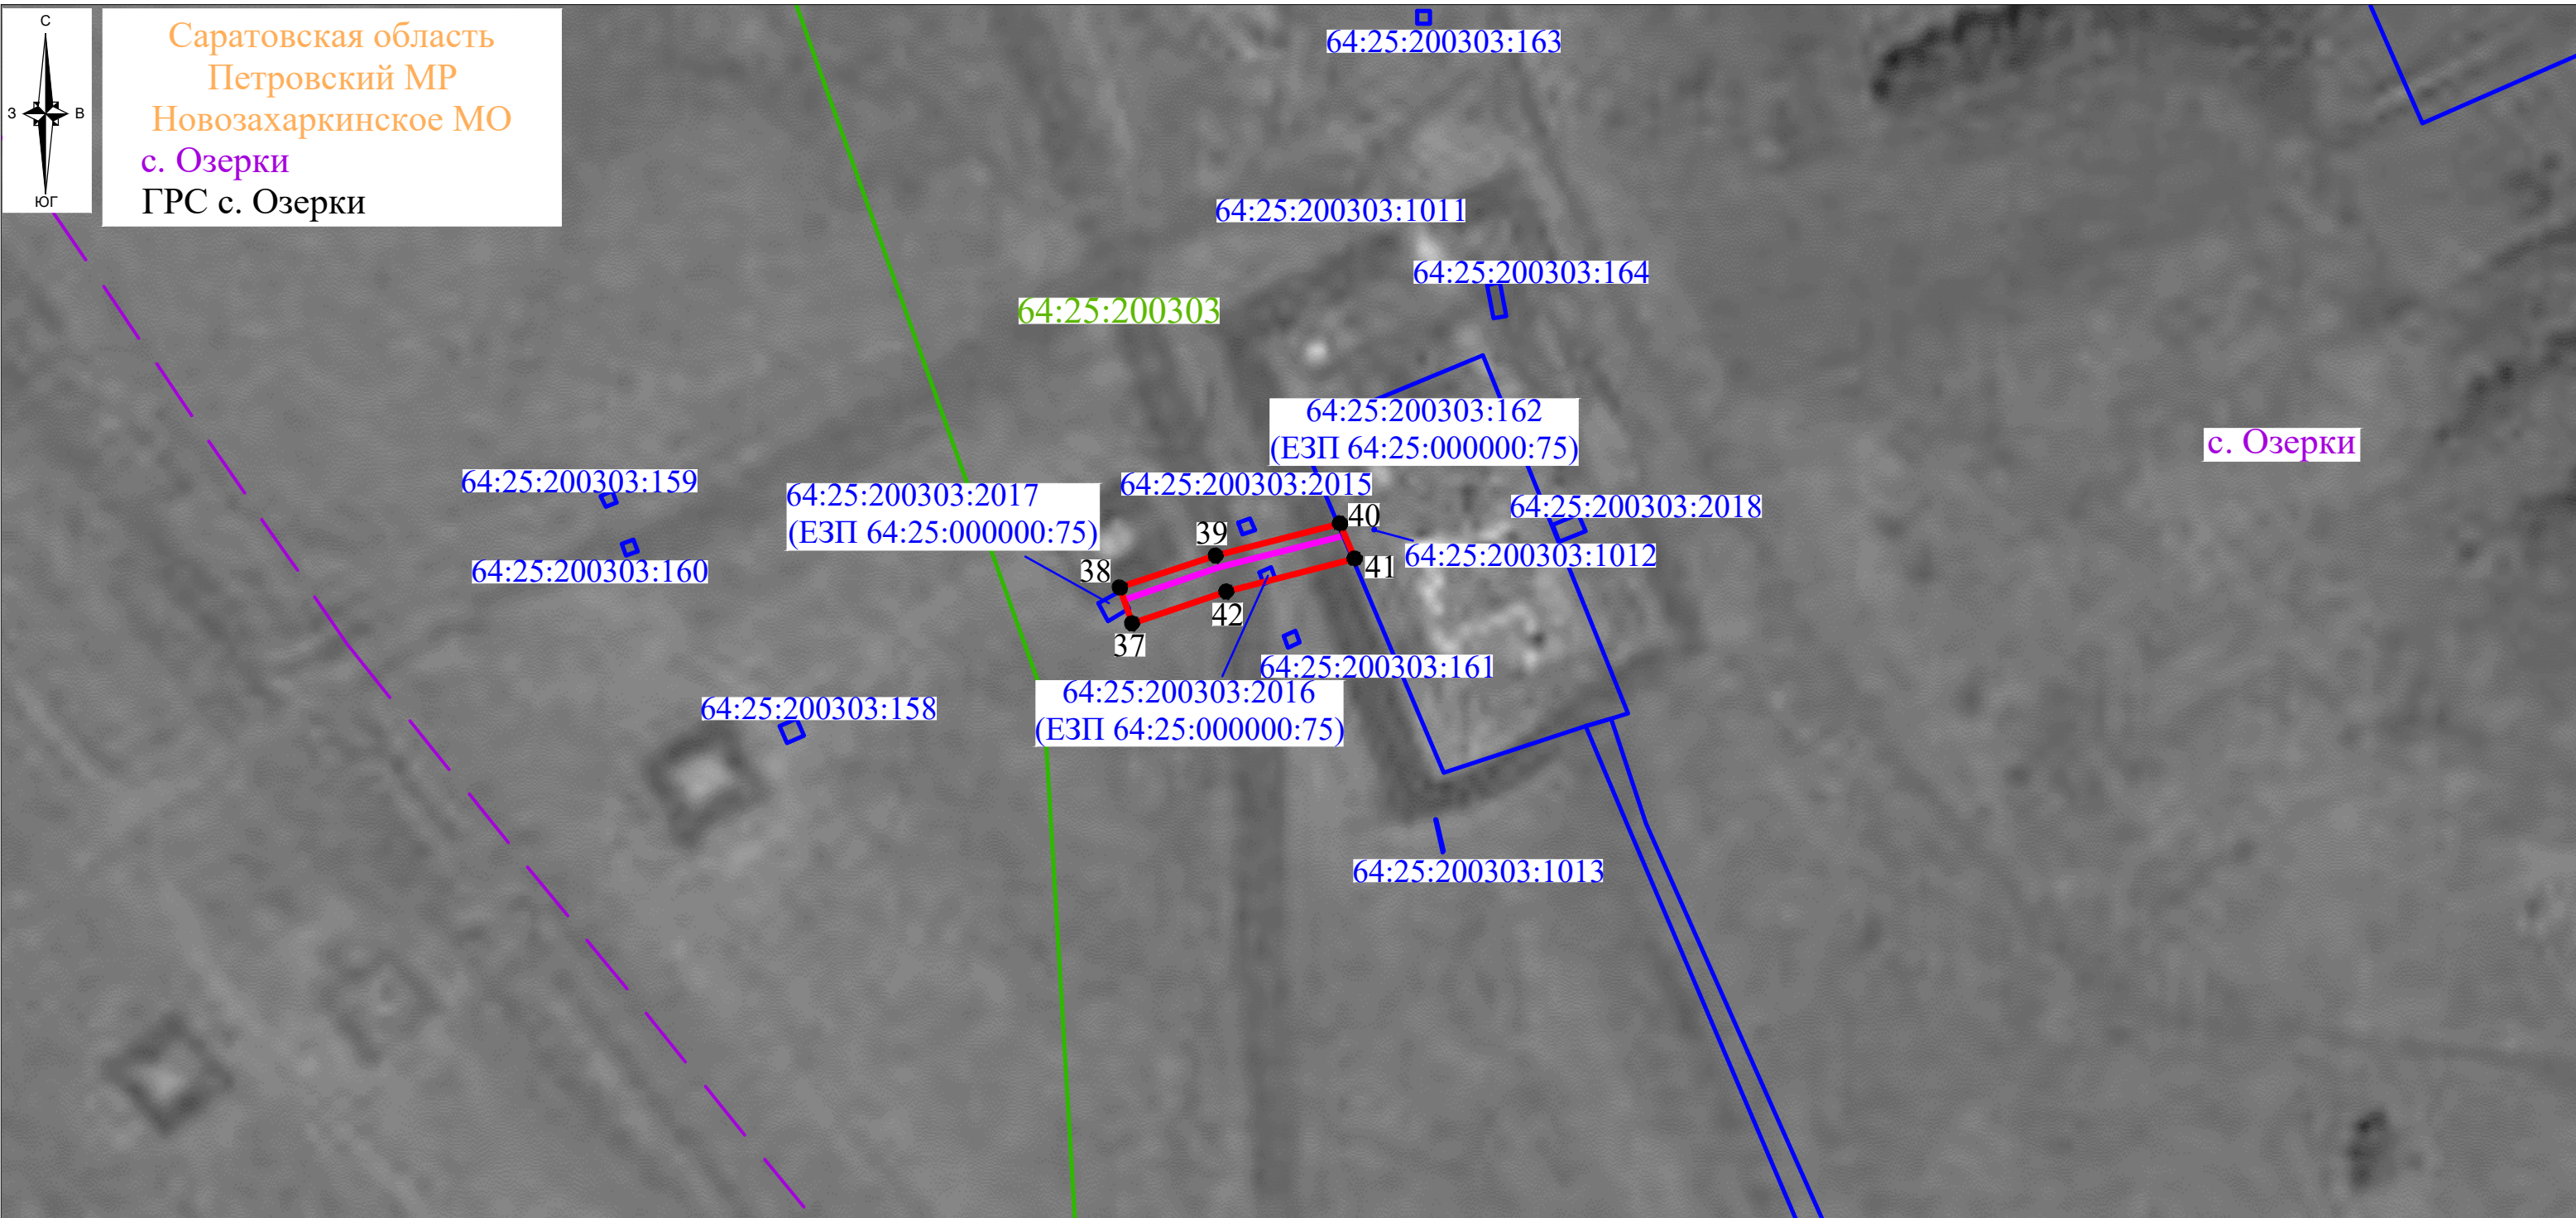 С
З
В
ЮГ
Саратовская область
Петровский МР
Новозахаркинское МО
с. Озерки
ГРС с. Озерки
64:25:200303:163
64:25:200303:1011
64:25:200303:164
64:25:200303
64:25:200303:162
(ЕЗП 64:25:000000:75)
с. Озерки
64:25:200303:159
64:25:200303:2017
(ЕЗП 64:25:000000:75)
64:25:200303:2015
64:25:200303:2018
40
39
64:25:200303:1012
41
38
64:25:200303:160
42
37
64:25:200303:161
64:25:200303:2016
(ЕЗП 64:25:000000:75)
64:25:200303:158
64:25:200303:1013